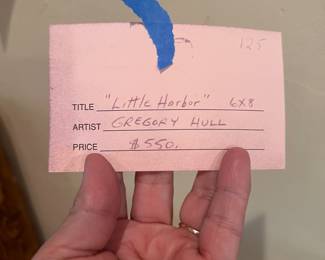 125
TITLE "Little Harbor" 6x8
ARTIST GREGORY HULL
PRICE $550.